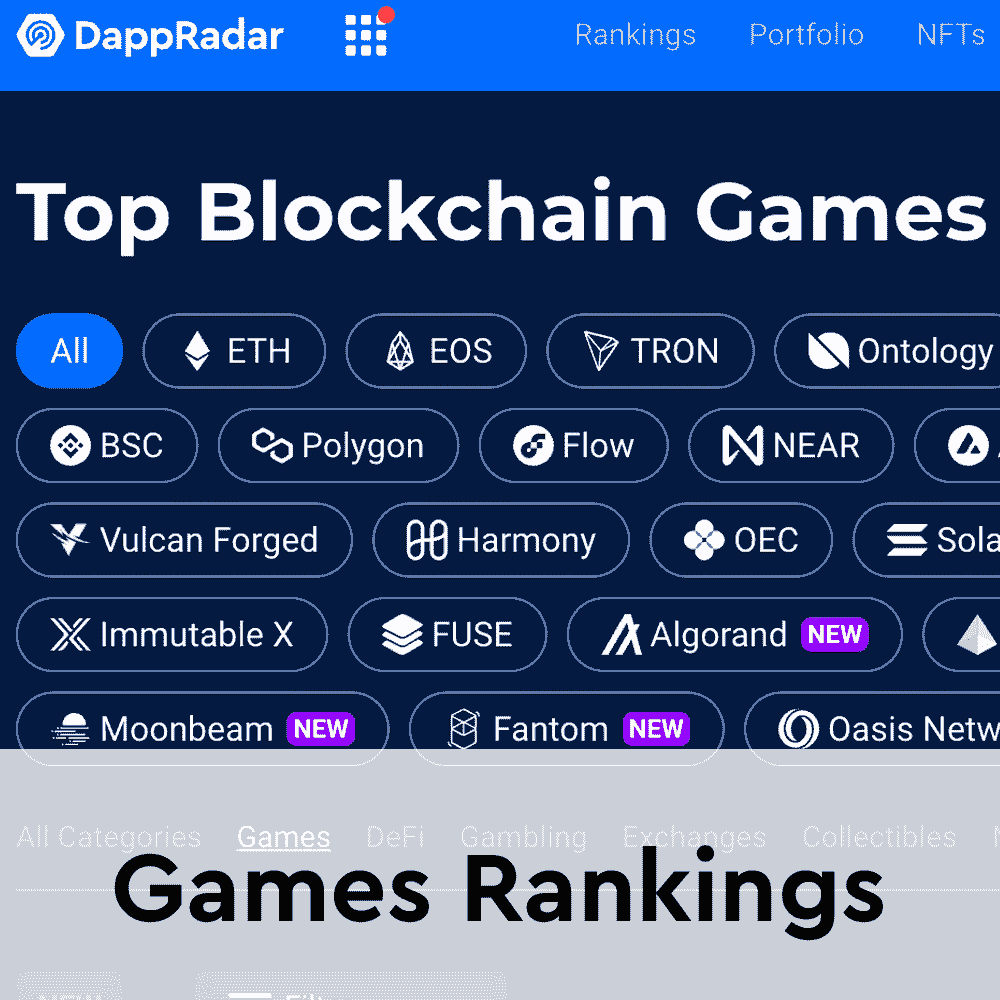 DappRadar Rankings Portfolio NFTs
Top Blockchain Games
All ETH EOS TRON Ontology
BSC Polygon Flow NEAR
Vulcan Forged Harmony OEC Sola
Immutable X FUSE Algorand NEW
Moonbeam NEW Fantom NEW Oasis Netw
All Categories Games DeFi Gambling Exchanges Collectibles
Games Rankings